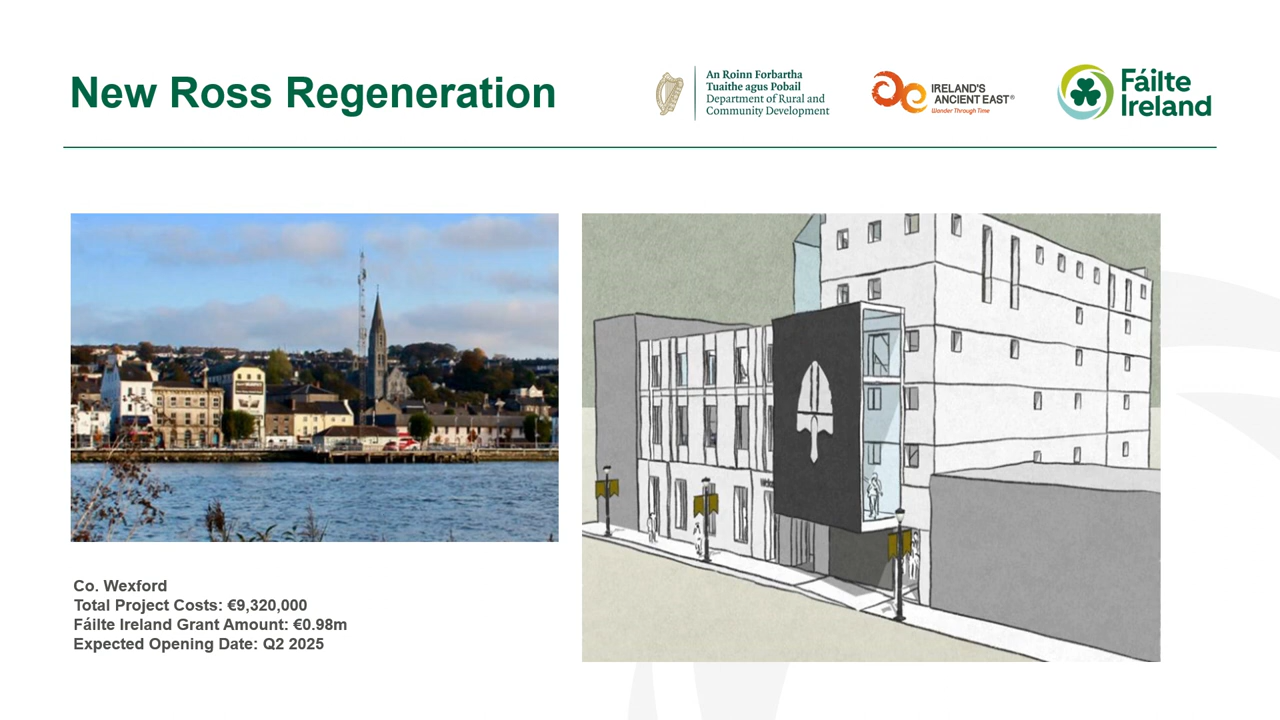 New Ross Regeneration
An Roinn Forbartha
Tuaithe agus Pobail
Department of Rural and
Community Development
IRELAND'S
ANCIENT EAST®
Wonder Through Time
Fáilte
Ireland
Co. Wexford
Total Project Costs: €9,320,000
Fáilte Ireland Grant Amount: €0.98m
Expected Opening Date: Q2 2025